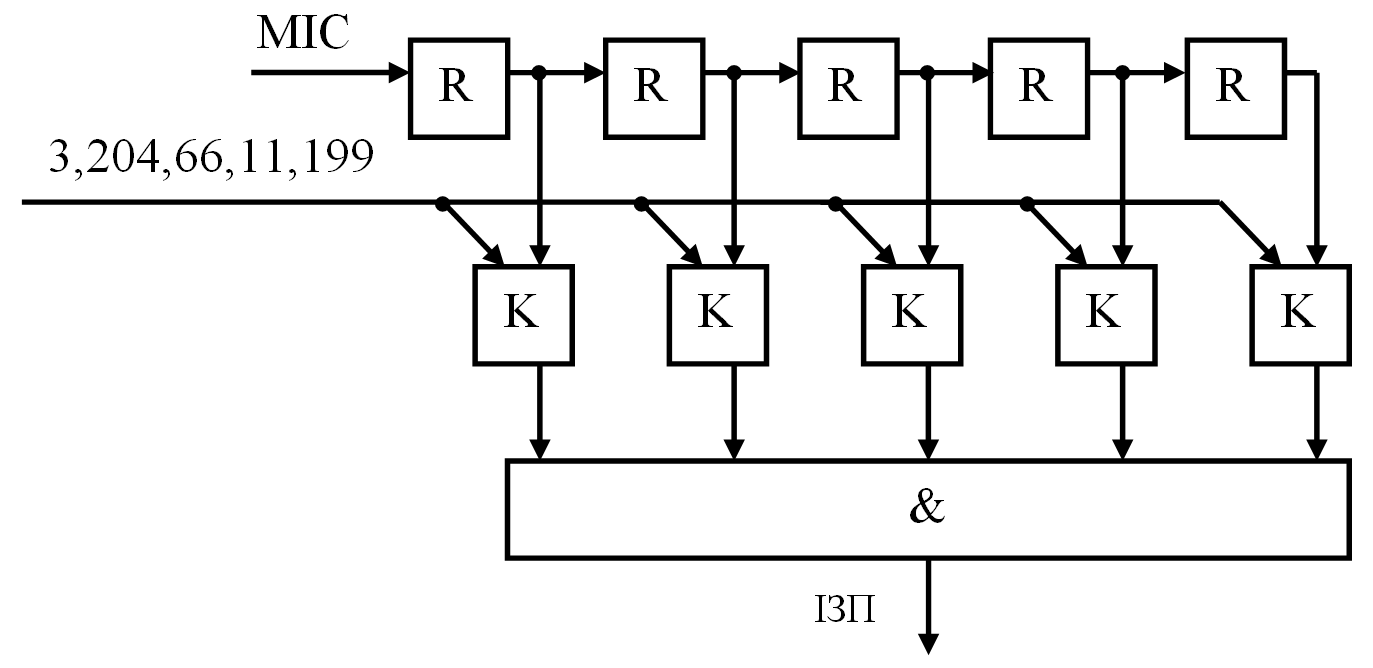 МІС
R R R R R
3,204,66,11,199
K K K K K
&
ІЗП